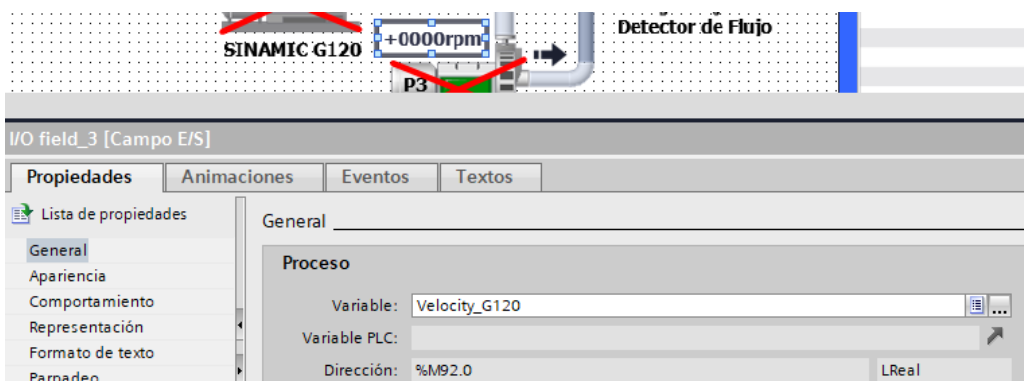 Detector de Flujo
+0000rpm
SINAMIC G120
P3
I/O field_3 [Campo E/S]
Propiedades Animaciones Eventos Textos
Lista de propiedades
General
General
Proceso
Apariencia
Comportamiento
Variable: Velocity_G120
Representación
Variable PLC:
Formato de texto
Dirección: %M92.0 LReal
Parpadeo